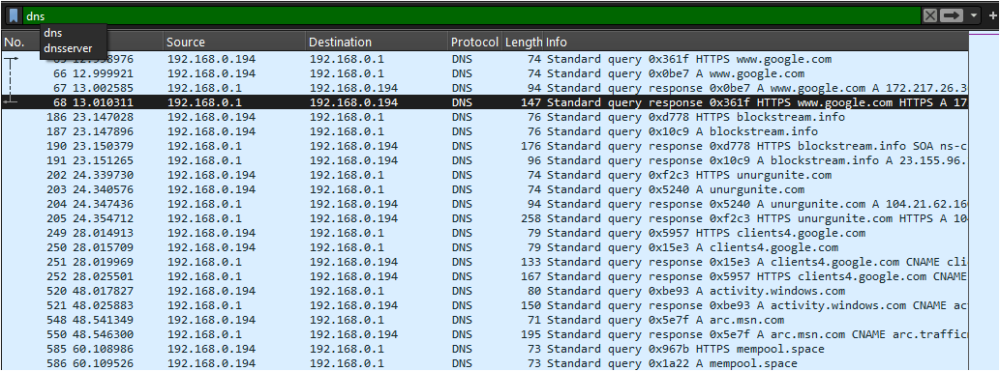 dns
dns
dnsserver
No. Source Destination Protocol Length Info
192.168.0.194 192.168.0.1 DNS 74 Standard query 0x361f HTTPS www.google.com
66 12.999921 192.168.0.194 192.168.0.1 DNS 74 Standard query 0x0be7 A www.google.com
67 13.002585 192.168.0.1 192.168.0.194 DNS 94 Standard query response 0x0be7 A www.google.com A 172.217.26.3
68 13.010311 192.168.0.1 192.168.0.194 DNS 147 Standard query response 0x361f HTTPS www.google.com HTTPS A 17
186 23.147028 192.168.0.194 192.168.0.1 DNS 76 Standard query 0xd778 HTTPS blockstream.info
187 23.147896 192.168.0.194 192.168.0.1 DNS 76 Standard query 0x10c9 A blockstream.info
190 23.150379 192.168.0.1 192.168.0.194 DNS 176 Standard query response 0xd778 HTTPS blockstream.info SOA ns-c
191 23.151265 192.168.0.1 192.168.0.194 DNS 96 Standard query response 0x10c9 A blockstream.info A 23.155.96.
202 24.339730 192.168.0.194 192.168.0.1 DNS 74 Standard query 0xf2c3 HTTPS unurgunite.com
203 24.340576 192.168.0.194 192.168.0.1 DNS 74 Standard query 0x5240 A unurgunite.com
204 24.347436 192.168.0.1 192.168.0.194 DNS 94 Standard query response 0x5240 A unurgunite.com A 104.21.62.16
205 24.354712 192.168.0.1 192.168.0.194 DNS 258 Standard query response 0xf2c3 HTTPS unurgunite.com HTTPS A 10
249 28.014913 192.168.0.194 192.168.0.1 DNS 79 Standard query 0x5957 HTTPS clients4.google.com
250 28.015709 192.168.0.194 192.168.0.1 DNS 79 Standard query 0x15e3 A clients4.google.com
251 28.019969 192.168.0.1 192.168.0.194 DNS 133 Standard query response 0x15e3 A clients4.google.com CNAME cli
252 28.025501 192.168.0.1 192.168.0.194 DNS 167 Standard query response 0x5957 HTTPS clients4.google.com CNAME
520 48.017827 192.168.0.194 192.168.0.1 DNS 80 Standard query 0xbe93 A activity.windows.com
521 48.025883 192.168.0.1 192.168.0.194 DNS 150 Standard query response 0xbe93 A activity.windows.com CNAME ac
548 48.541349 192.168.0.194 192.168.0.1 DNS 71 Standard query 0x5e7f A arc.msn.com
550 48.546300 192.168.0.1 192.168.0.194 DNS 195 Standard query response 0x5e7f A arc.msn.com CNAME arc.traffic
585 60.108986 192.168.0.194 192.168.0.1 DNS 73 Standard query 0x967b HTTPS mempool.space
586 60.109526 192.168.0.194 192.168.0.1 DNS 73 Standard query 0x1a22 A mempool.space